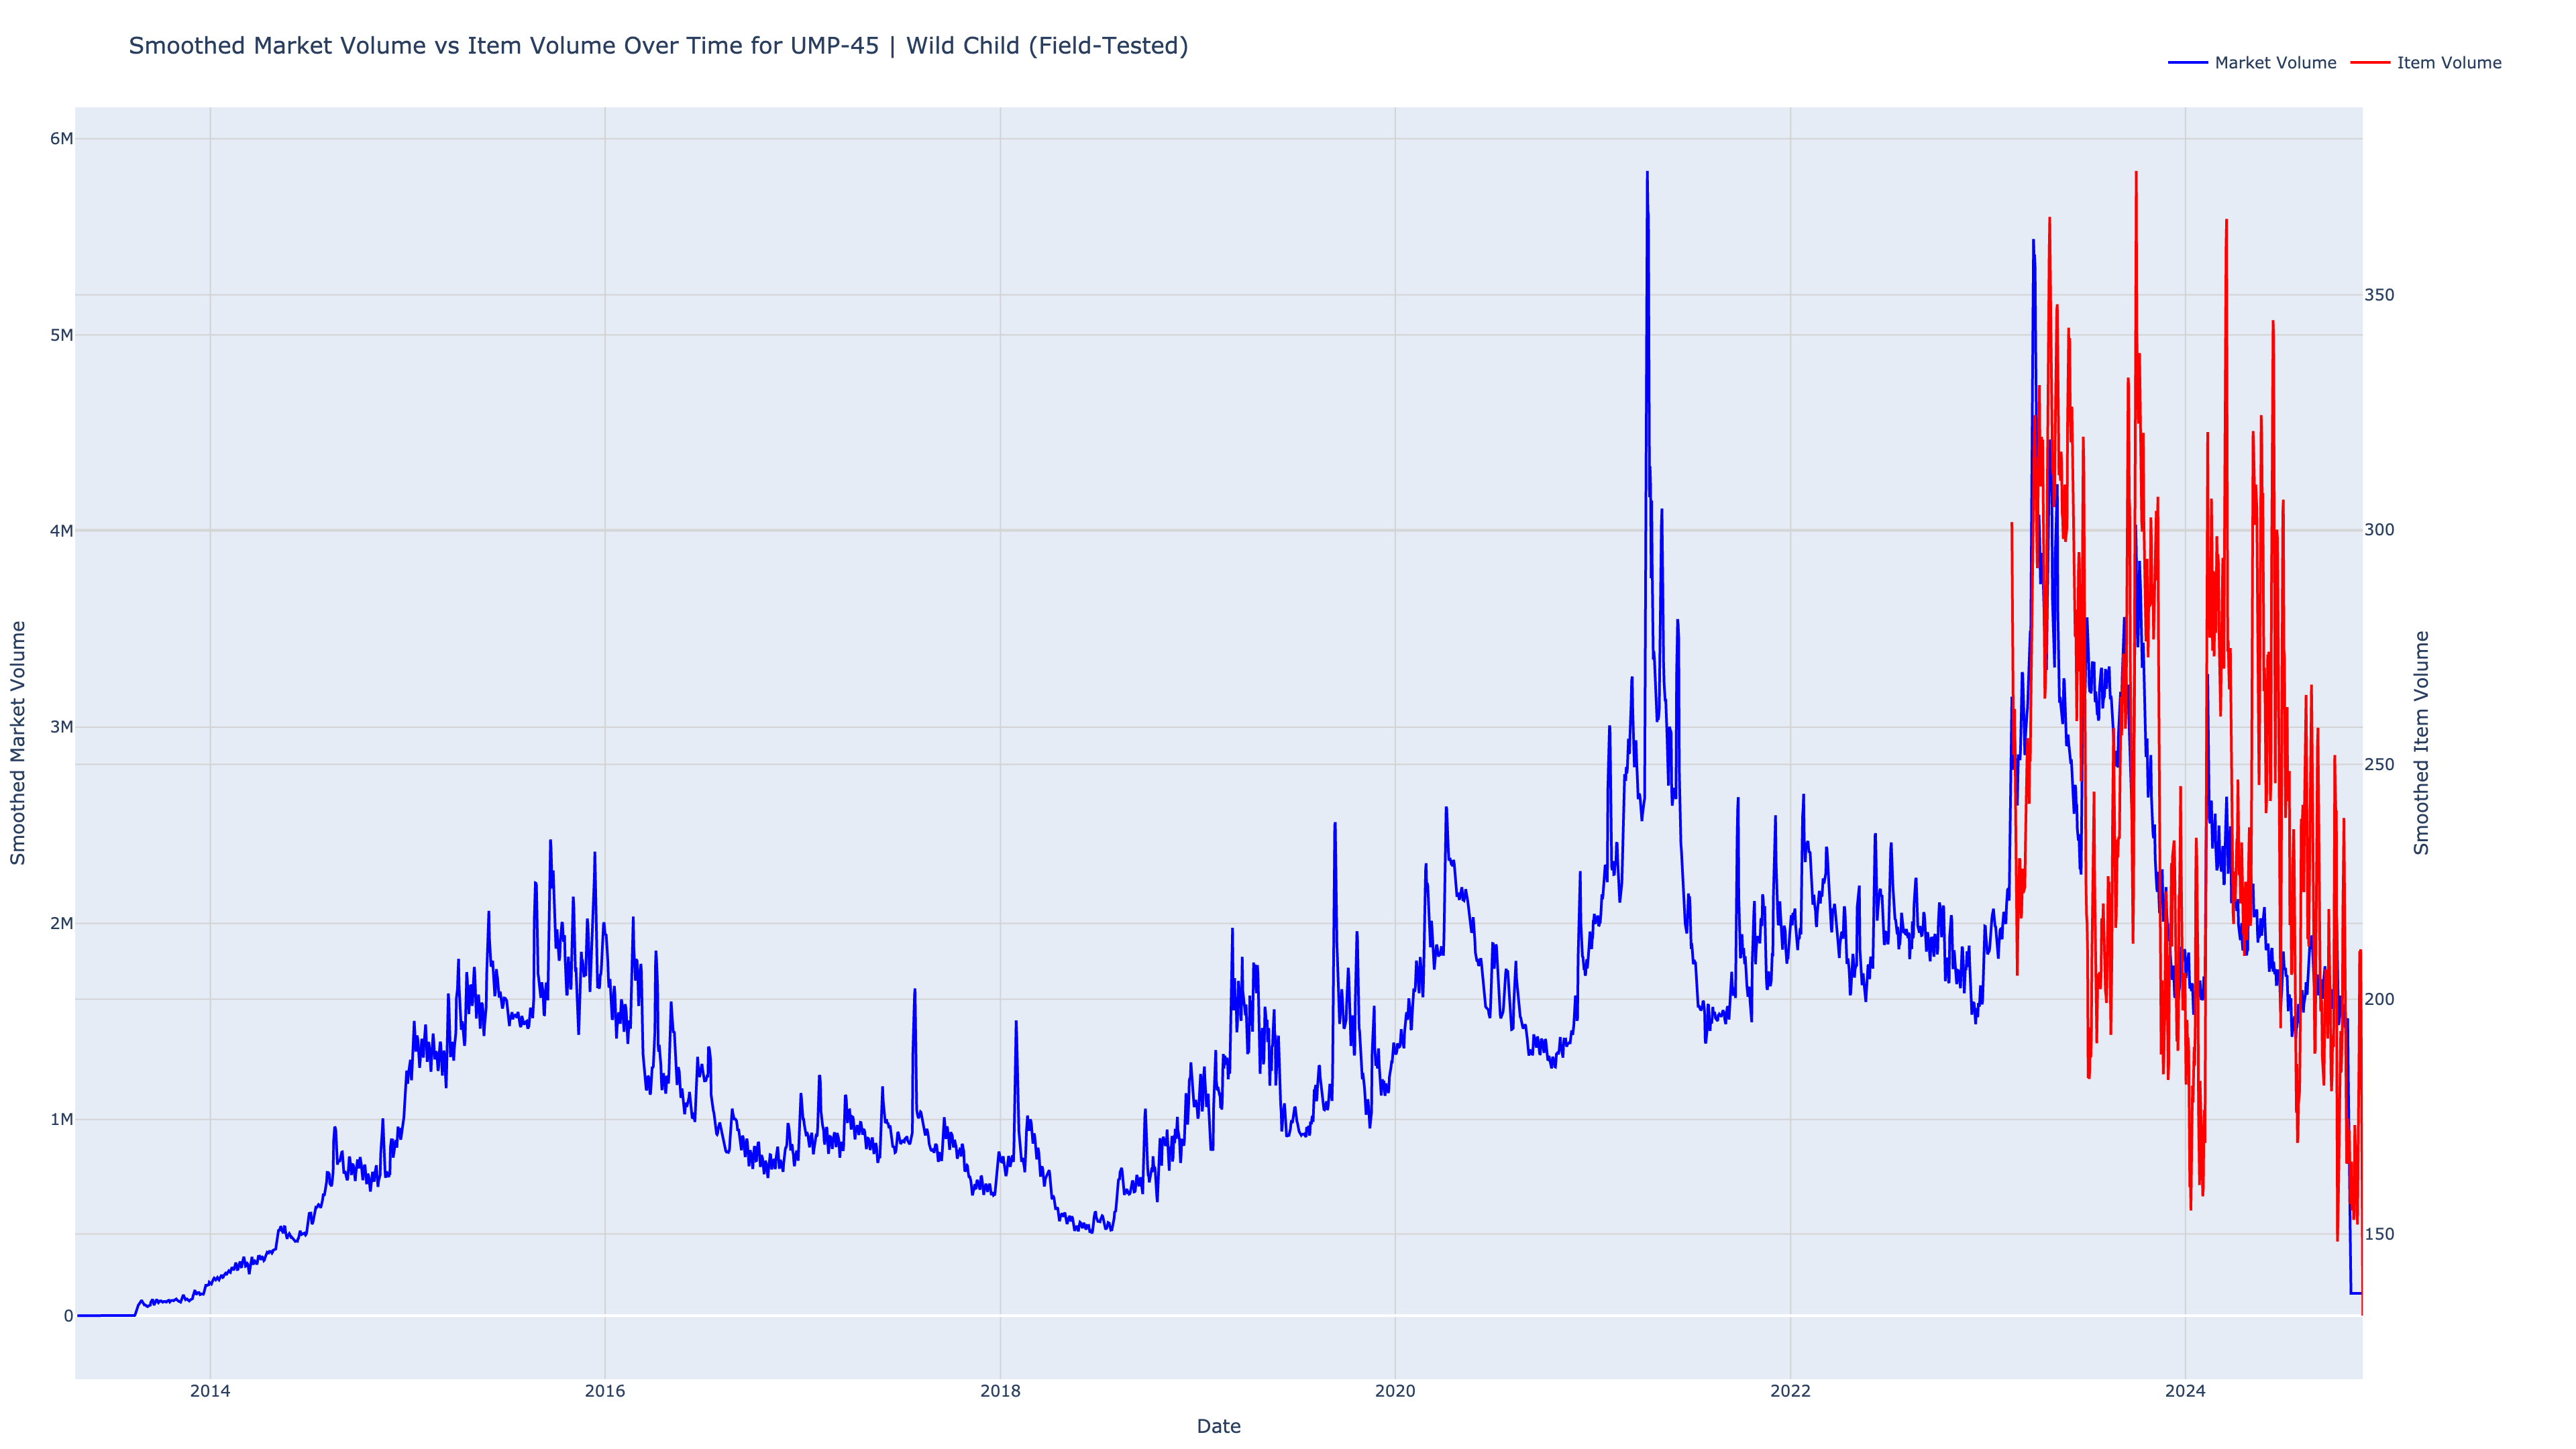 Smoothed Market Volume vs Item Volume Over Time for UMP-45 | Wild Child (Field-Tested)
Market Volume
Item Volume
6M
5M
4M
3M
2M
1M
0
350
300
250
200
150
Smoothed Market Volume
Smoothed Item Volume
2014
2016
2018
2020
2022
2024
Date